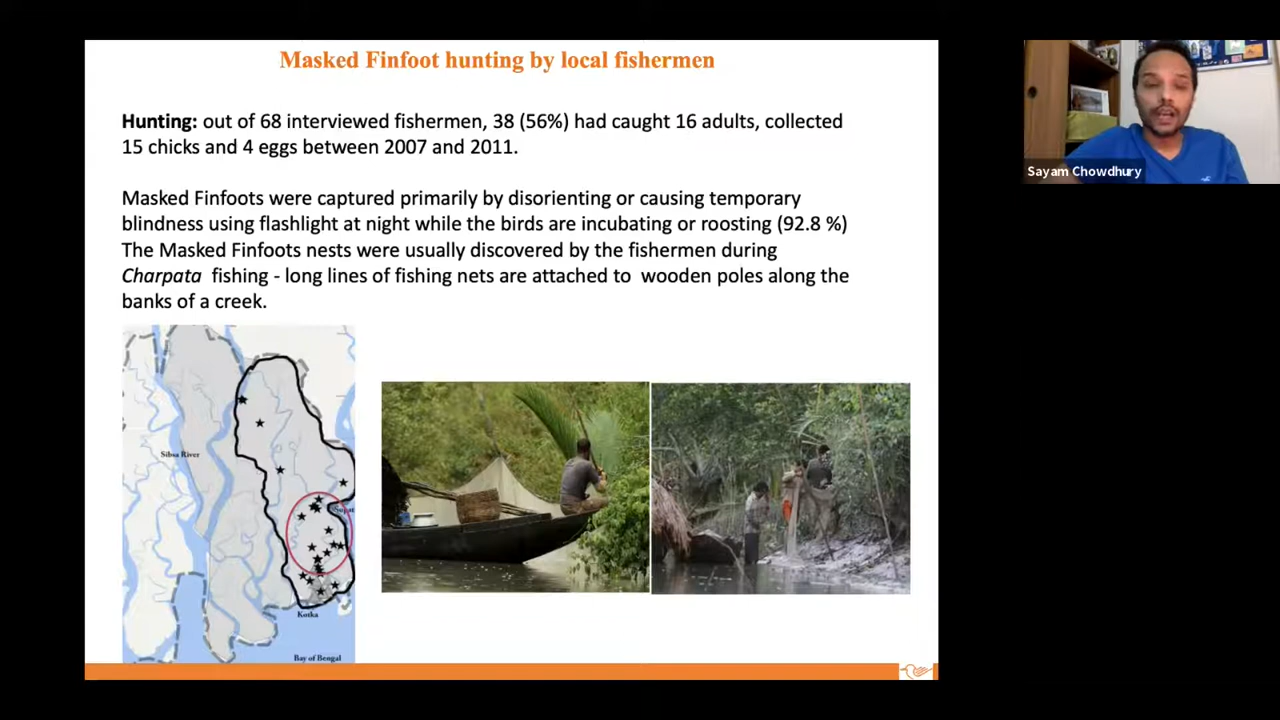 Masked Finfoot hunting by local fishermen
Hunting: out of 68 interviewed fishermen, 38 (56%) had caught 16 adults, collected
15 chicks and 4 eggs between 2007 and 2011.
Masked Finfoots were captured primarily by disorienting or causing temporary
blindness using flashlight at night while the birds are incubating or roosting (92.8 %)
The Masked Finfoots nests were usually discovered by the fishermen during
Charpata fishing - long lines of fishing nets are attached to wooden poles along the
banks of a creek.
Sibsa River
Kotka
Bay of Bengal
Sayam Chowdhury